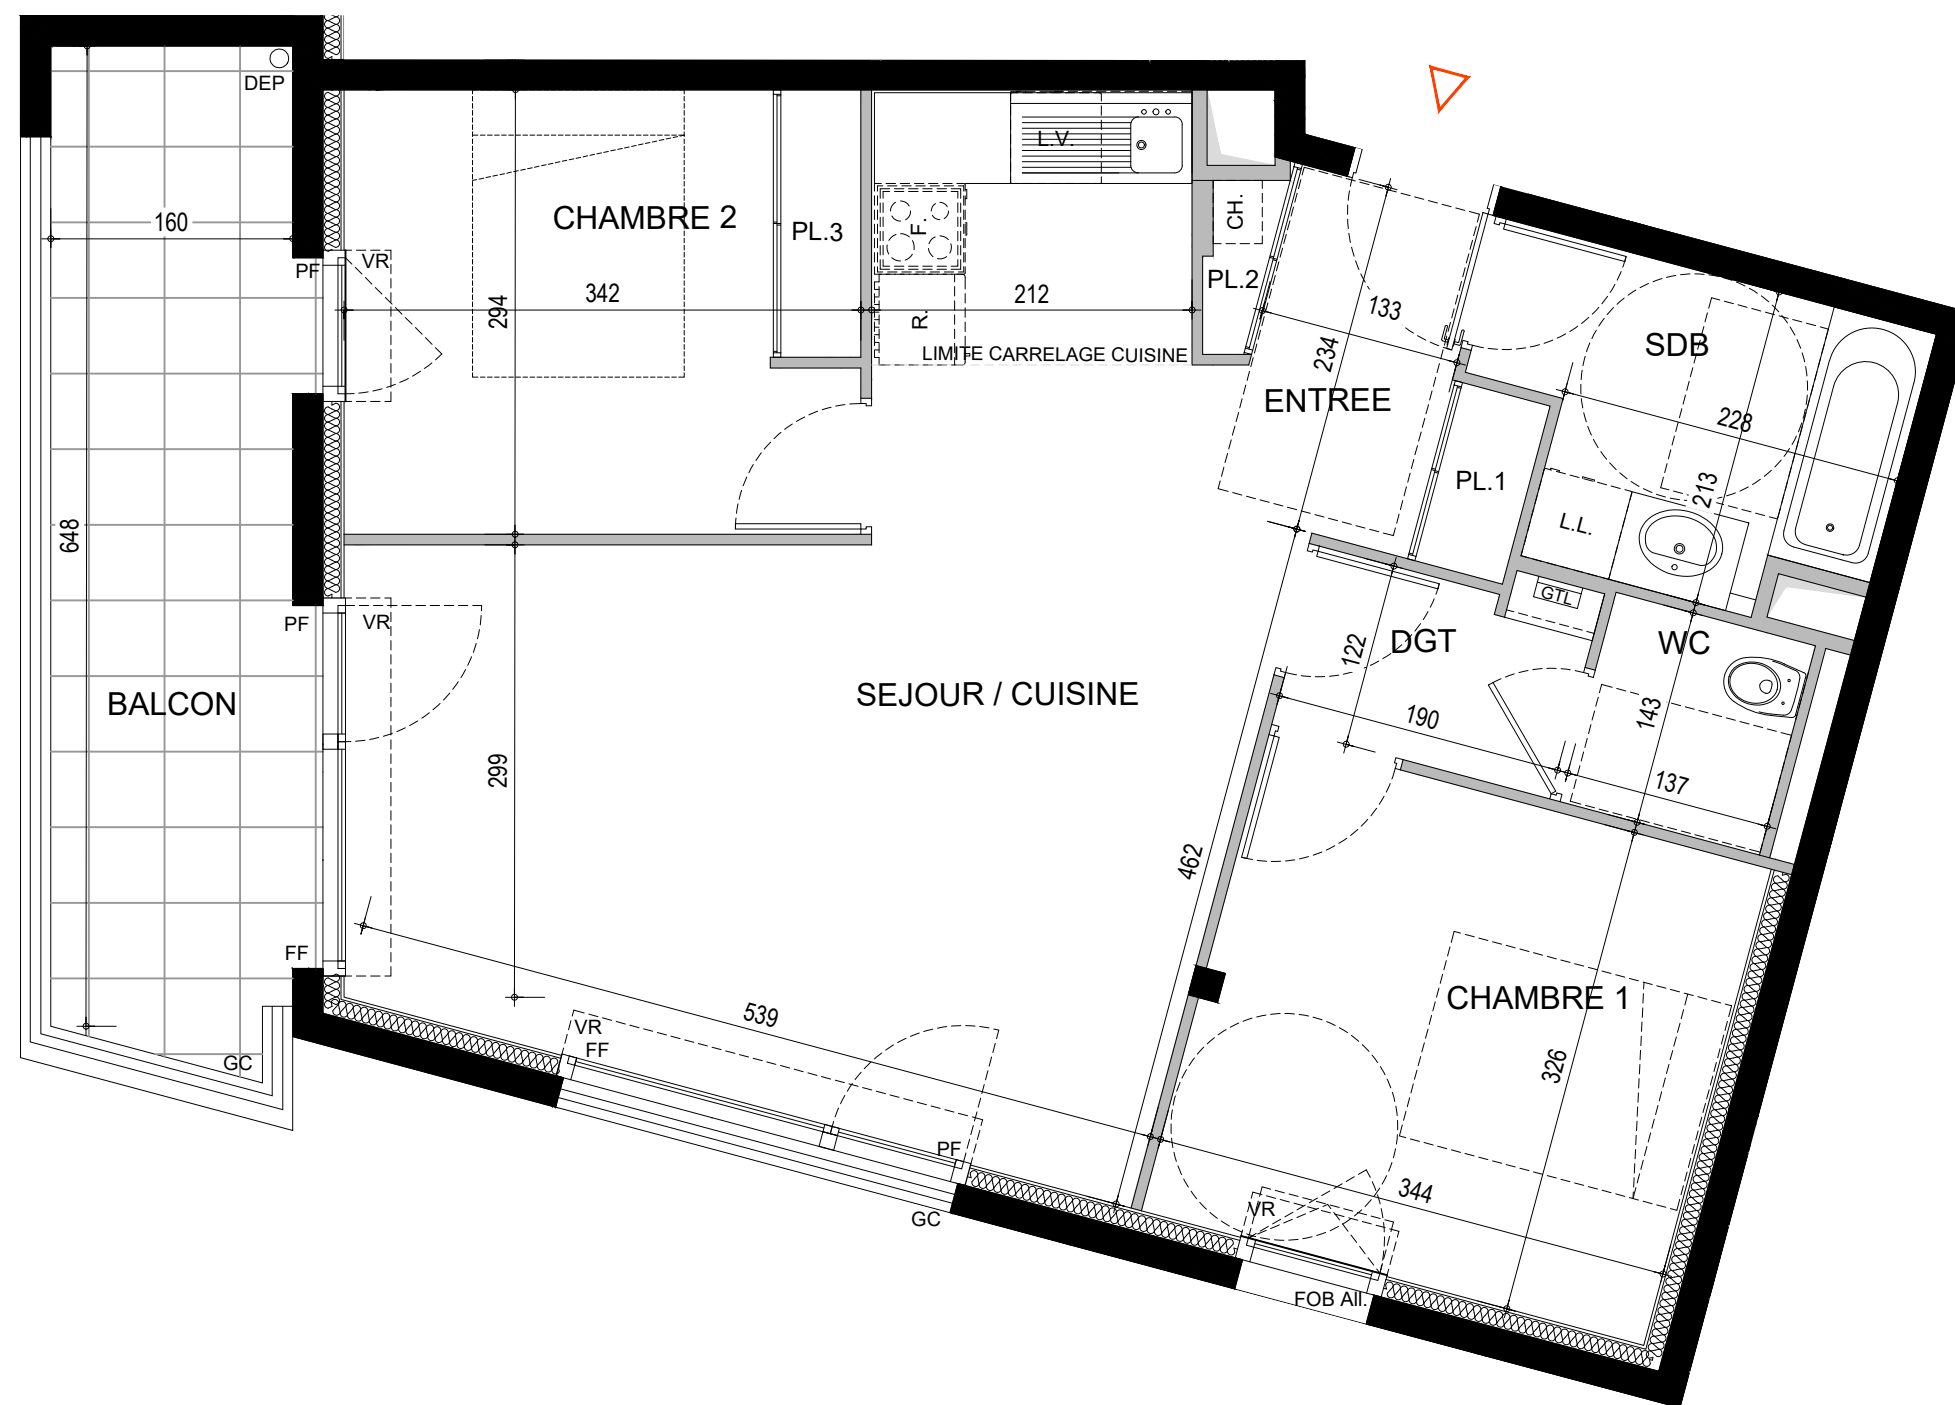 DEP
L.V.
CHAMBRE 2
PL.3
F.
CH.
160
PF
VR
342
294
R.
212
PL.2
133
234
SDB
LIMITE CARRELAGE CUISINE
ENTREE
228
PL.1
213
L.L.
648
GTL
PF
VR
DGT
WC
122
BALCON
SEJOUR / CUISINE
190
143
299
137
462
FF
CHAMBRE 1
539
VR
FF
GC
326
PF
344
VR
GC
FOB All.